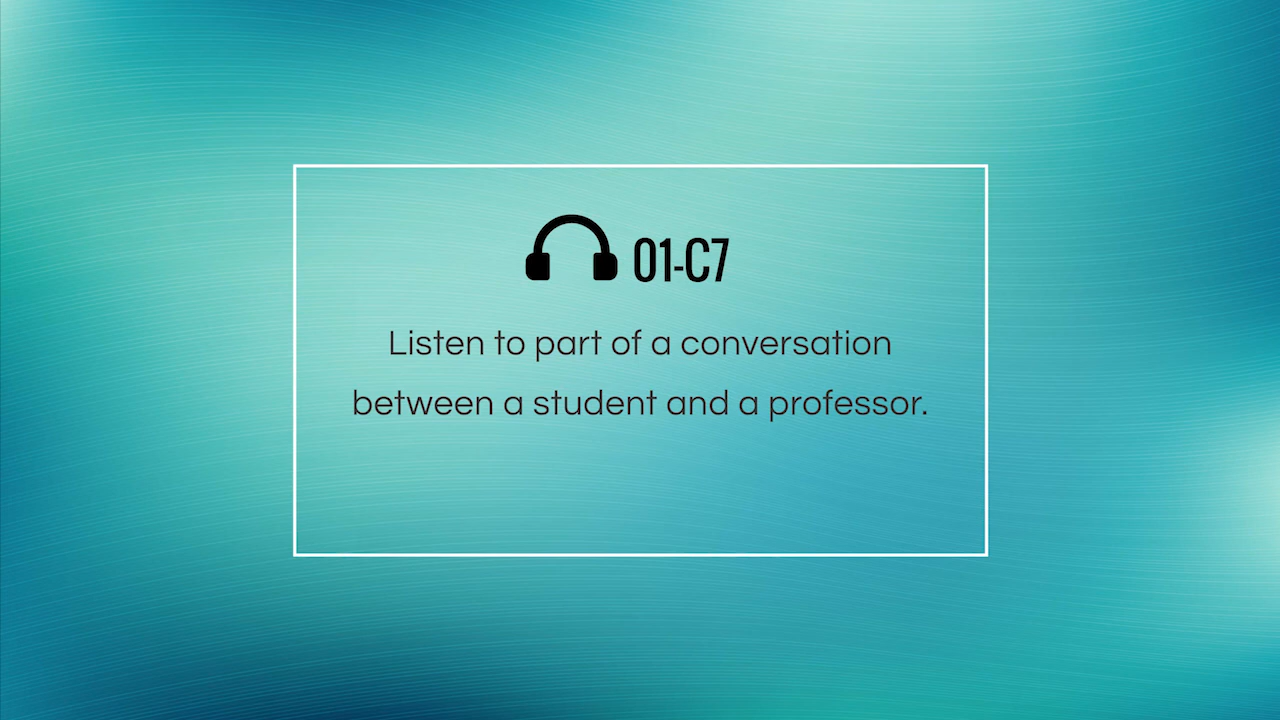 01-C7
Listen to part of a conversation
between a student and a professor.